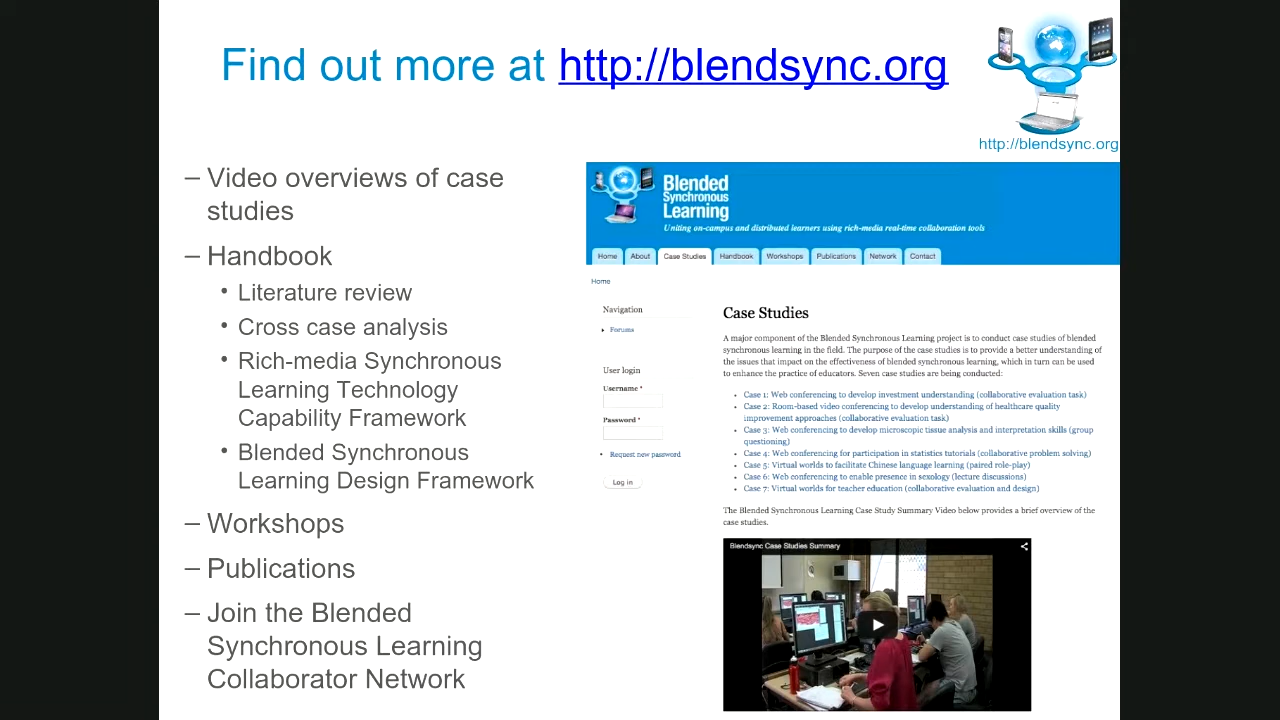 Find out more at http://blendsync.org
http://blendsync.org
– Video overviews of case
studies
– Handbook
• Literature review
• Cross case analysis
• Rich-media Synchronous
Learning Technology
Capability Framework
• Blended Synchronous
Learning Design Framework
– Workshops
– Publications
– Join the Blended
Synchronous Learning
Collaborator Network
Blended
Synchronous
Learning
Uniting on-campus and distributed learners using rich-media real-time collaboration tools
Home About Case Studies Handbook Workshops Publications Network Contact
Home
Navigation
Forums
User login
Username *
Password *
Request new password
Log in
Case Studies
A major component of the Blended Synchronous Learning project is to conduct case studies of blended
synchronous learning in the field. The purpose of the case studies is to provide a better understanding of
the issues that impact on the effectiveness of blended synchronous learning, which in turn can be used
to enhance the practice of educators. Seven case studies are being conducted:
• Case 1: Web conferencing to develop investment understanding (collaborative evaluation task)
• Case 2: Room-based video conferencing to develop understanding of healthcare quality
improvement approaches (collaborative evaluation task)
• Case 3: Web conferencing to develop microscopic tissue analysis and interpretation skills (group
questioning)
• Case 4: Web conferencing for participation in statistics tutorials (collaborative problem solving)
• Case 5: Virtual worlds to facilitate Chinese language learning (paired role-play)
• Case 6: Web conferencing to enable presence in sexology (lecture discussions)
• Case 7: Virtual worlds for teacher education (collaborative evaluation and design)
The Blended Synchronous Learning Case Study Summary Video below provides a brief overview of the
case studies.
Blendsync Case Studies Summary